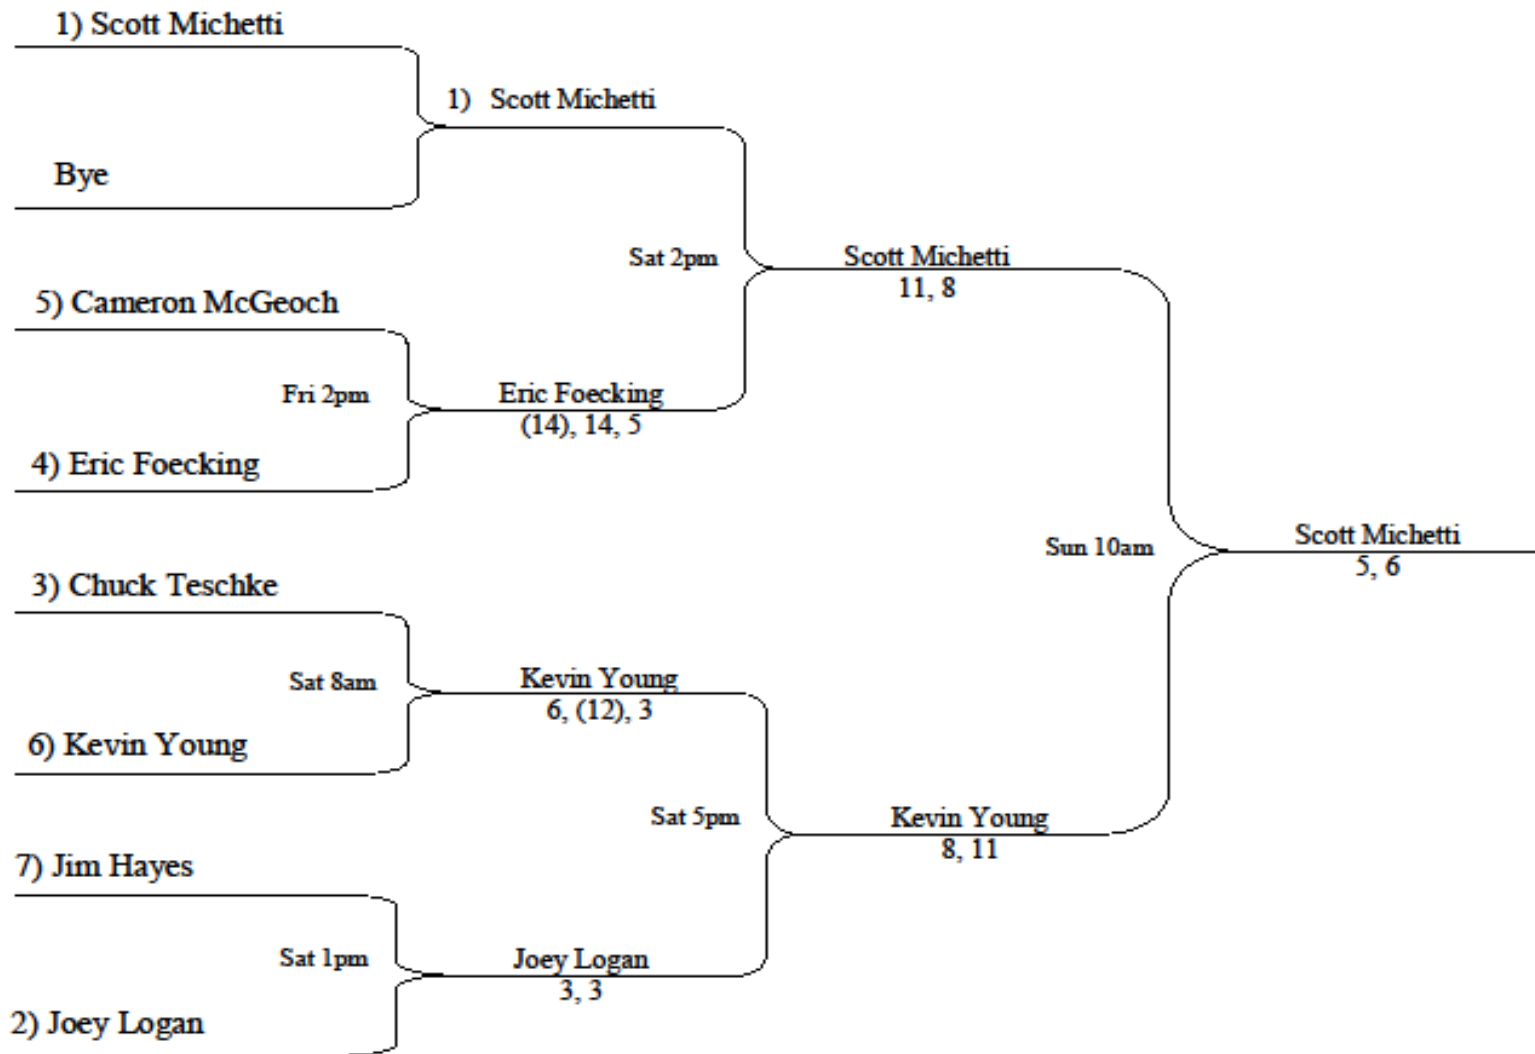 1) Scott Michetti
1) Scott Michetti
Bye
Sat 2pm
Scott Michetti
11, 8
5) Cameron McGeoch
Fri 2pm
Eric Foecking
(14), 14, 5
4) Eric Foecking
Sun 10am
Scott Michetti
5, 6
3) Chuck Teschke
Sat 8am
Kevin Young
6, (12), 3
6) Kevin Young
Sat 5pm
Kevin Young
8, 11
7) Jim Hayes
Sat 1pm
Joey Logan
3, 3
2) Joey Logan